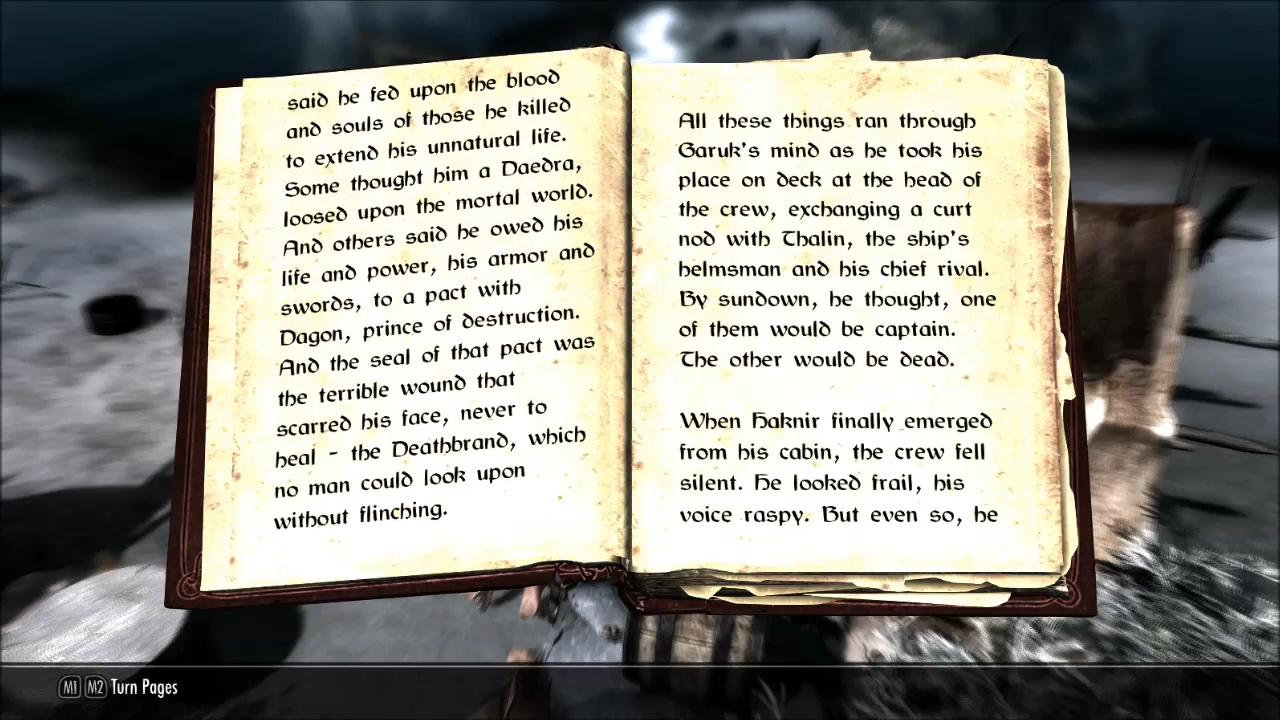 said he fed upon the blood
and souls of those he killed
to extend his unnatural life.
Some thought him a Daedra,
loosed upon the mortal world.
And others said he owed his
life and power, his armor and
swords, to a pact with
Dagon, prince of destruction.
And the seal of that pact was
the terrible wound that
scarred his face, never to
heal - the Deathbrand, which
no man could look upon
without flinching.
All these things ran through
Garuk's mind as he took his
place on deck at the head of
the crew, exchanging a curt
nod with Thalin, the ship's
helmsman and his chief rival.
By sundown, he thought, one
of them would be captain.
The other would be dead.
When Haknir finally emerged
from his cabin, the crew fell
silent. He looked frail, his
voice raspy. But even so, he
M1 M2 Turn Pages